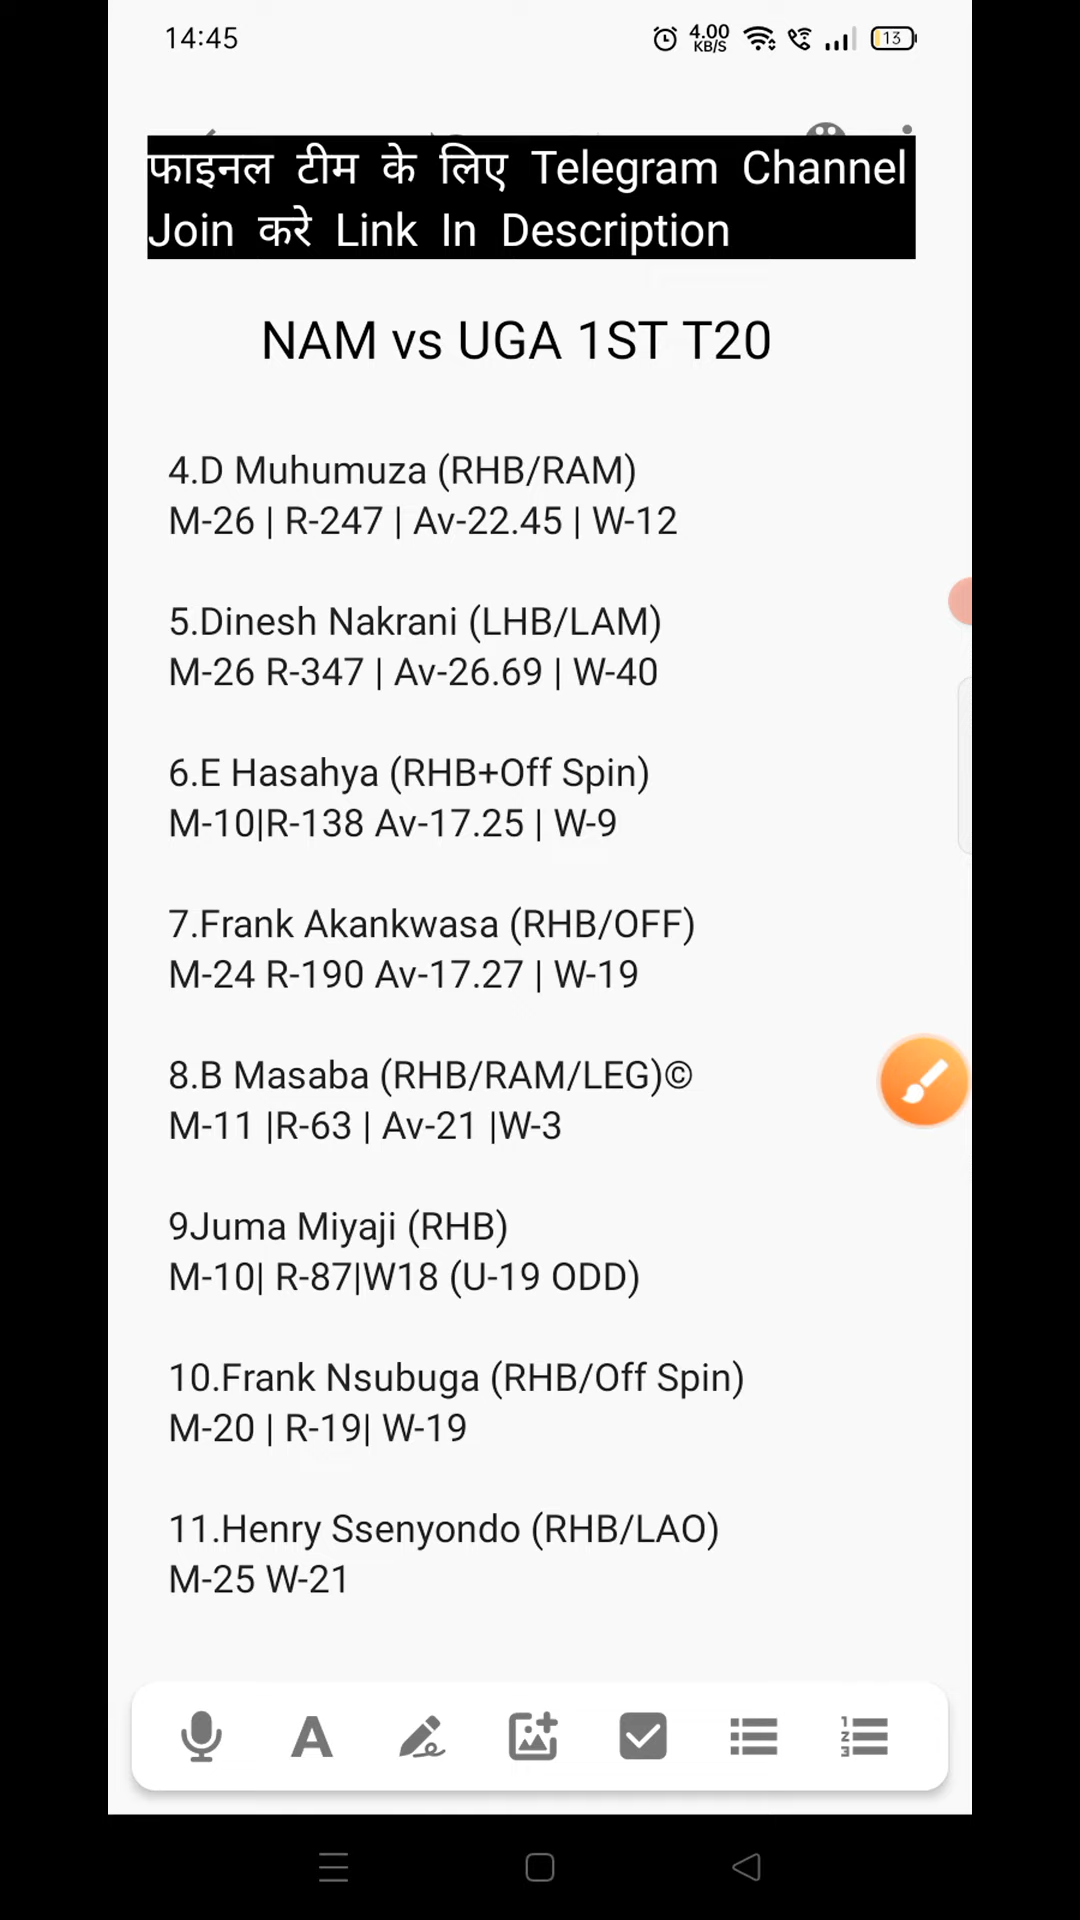 14:45
4.00
KB/S
13
फाइनल टीम के लिए Telegram Channel
Join करे Link In Description
NAM vs UGA 1ST T20
4.D Muhumuza (RHB/RAM)
M-26 | R-247 | Av-22.45 | W-12
5.Dinesh Nakrani (LHB/LAM)
M-26 R-347 | Av-26.69 | W-40
6.E Hasahya (RHB+Off Spin)
M-10|R-138 Av-17.25 | W-9
7.Frank Akankwasa (RHB/OFF)
M-24 R-190 Av-17.27 | W-19
8.B Masaba (RHB/RAM/LEG)©
M-11 |R-63 | Av-21 |W-3
9Juma Miyaji (RHB)
M-10| R-87|W18 (U-19 ODD)
10.Frank Nsubuga (RHB/Off Spin)
M-20 | R-19| W-19
11.Henry Ssenyondo (RHB/LAO)
M-25 W-21